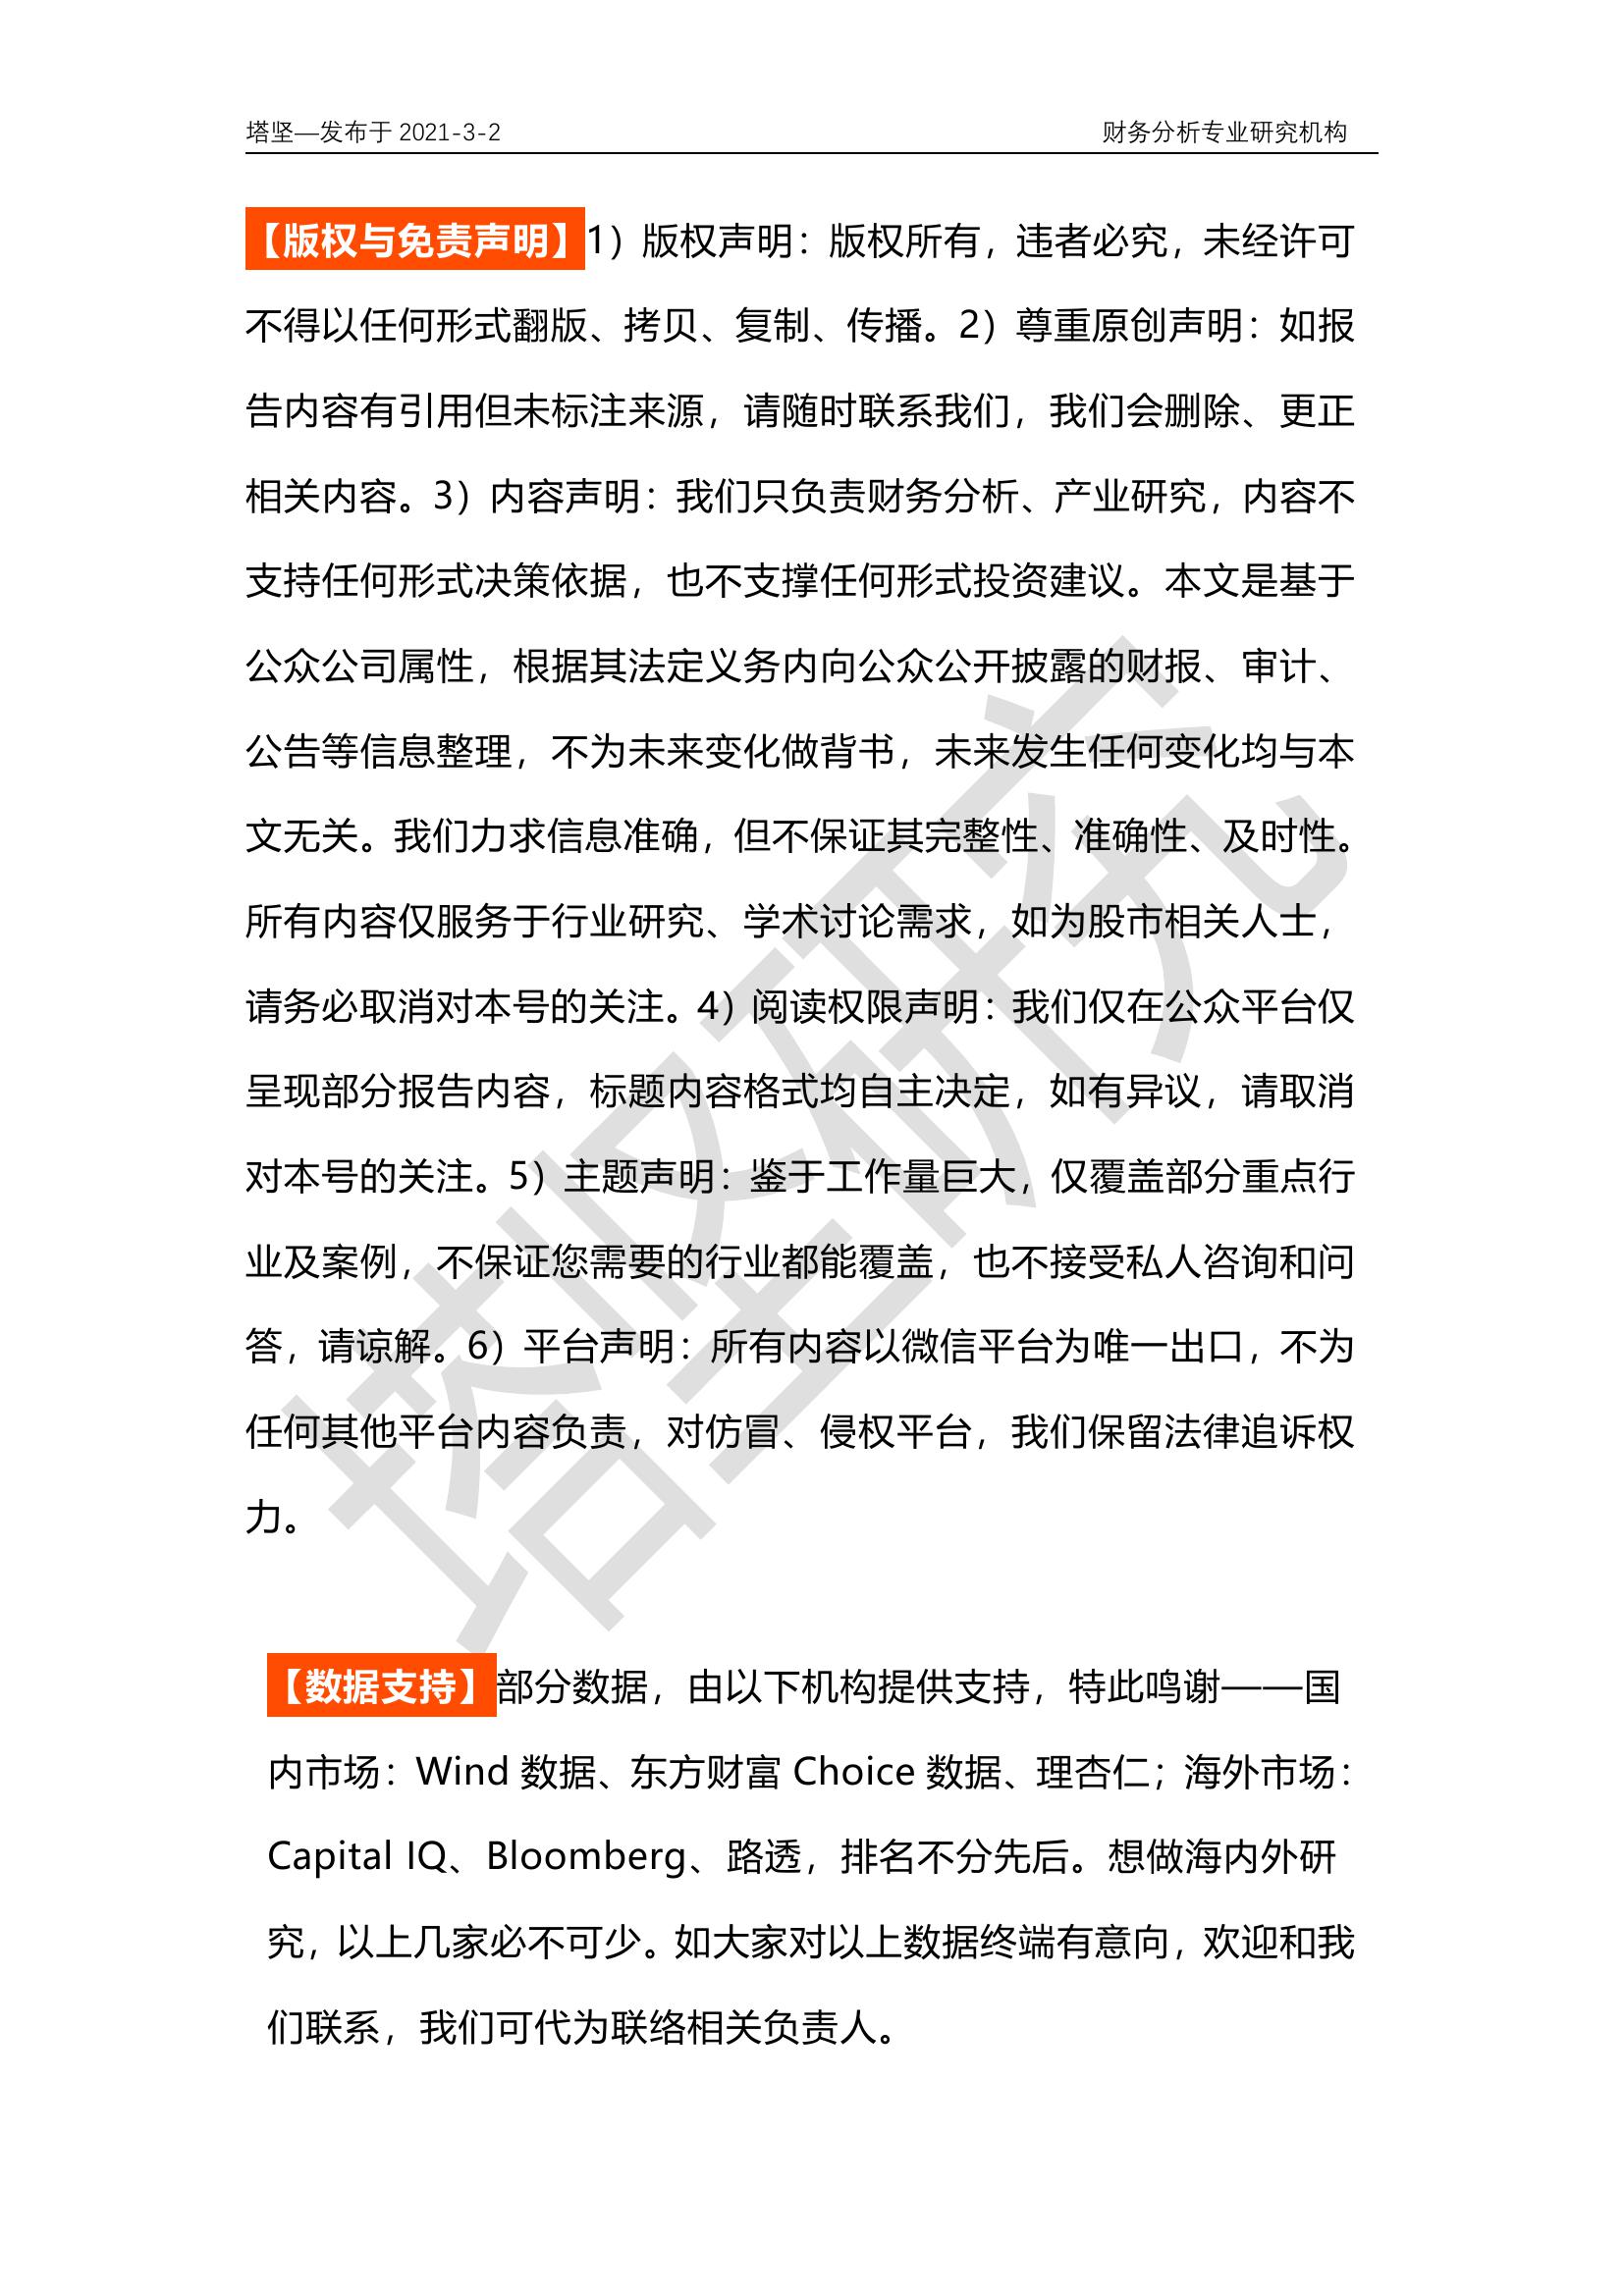 塔坚—发布于 2021-3-2 财务分析专业研究机构
【版权与免责声明】1）版权声明：版权所有，违者必究，未经许可
不得以任何形式翻版、拷贝、复制、传播。2）尊重原创声明：如报
告内容有引用但未标注来源，请随时联系我们，我们会删除、更正
相关内容。3）内容声明：我们只负责财务分析、产业研究，内容不
支持任何形式决策依据，也不支撑任何形式投资建议。本文是基于
公众公司属性，根据其法定义务内向公众公开披露的财报、审计、
公告等信息整理，不为未来变化做背书，未来发生任何变化均与本
文无关。我们力求信息准确，但不保证其完整性、准确性、及时性。
所有内容仅服务于行业研究、学术讨论需求，如为股市相关人士，
请务必取消对本号的关注。4）阅读权限声明：我们仅在公众平台仅
呈现部分报告内容，标题内容格式均自主决定，如有异议，请取消
对本号的关注。5）主题声明：鉴于工作量巨大，仅覆盖部分重点行
业及案例，不保证您需要的行业都能覆盖，也不接受私人咨询和问
答，请谅解。6）平台声明：所有内容以微信平台为唯一出口，不为
任何其他平台内容负责，对仿冒、侵权平台，我们保留法律追诉权
力。
【数据支持】部分数据，由以下机构提供支持，特此鸣谢——国
内市场：Wind 数据、东方财富 Choice 数据、理杏仁；海外市场：
Capital IQ、Bloomberg、路透，排名不分先后。想做海内外研
究，以上几家必不可少。如大家对以上数据终端有意向，欢迎和我
们联系，我们可代为联络相关负责人。
塔坚研究